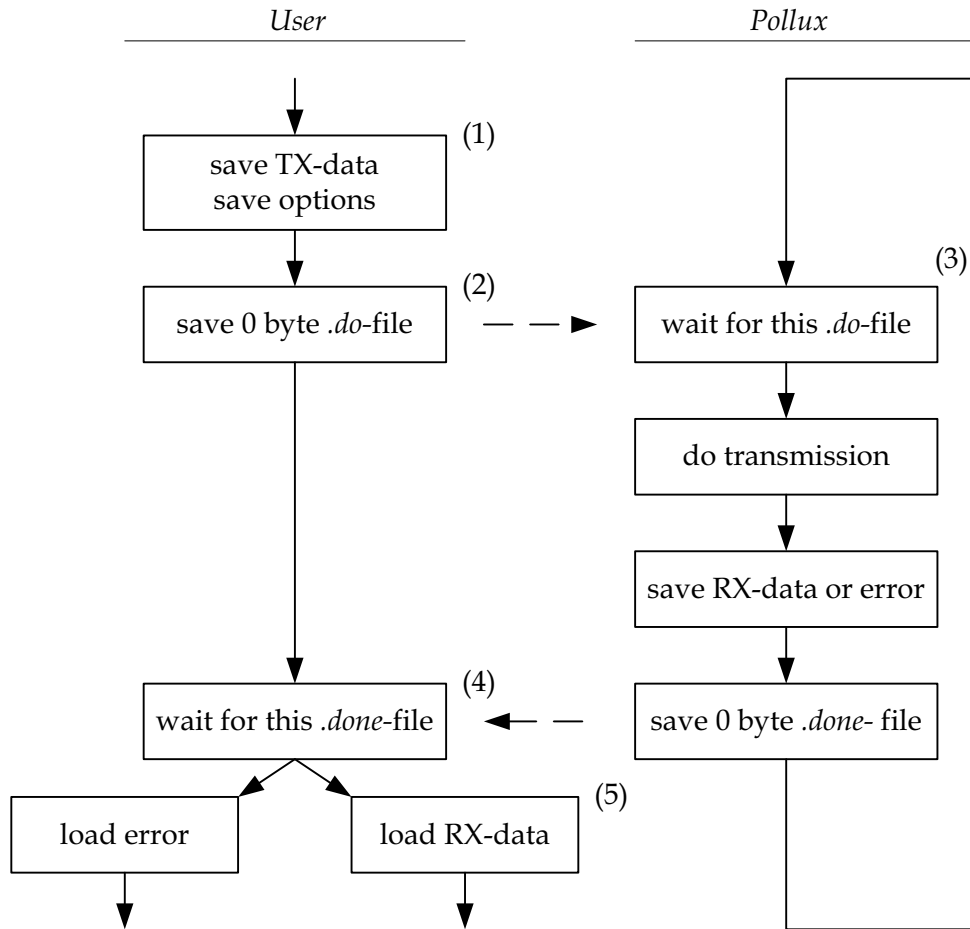 User
Pollux
(1)
save TX-data
save options
(2)
save 0 byte .do-file
(3)
wait for this .do-file
do transmission
save RX-data or error
(4)
wait for this .done-file
save 0 byte .done- file
(5)
load error
load RX-data